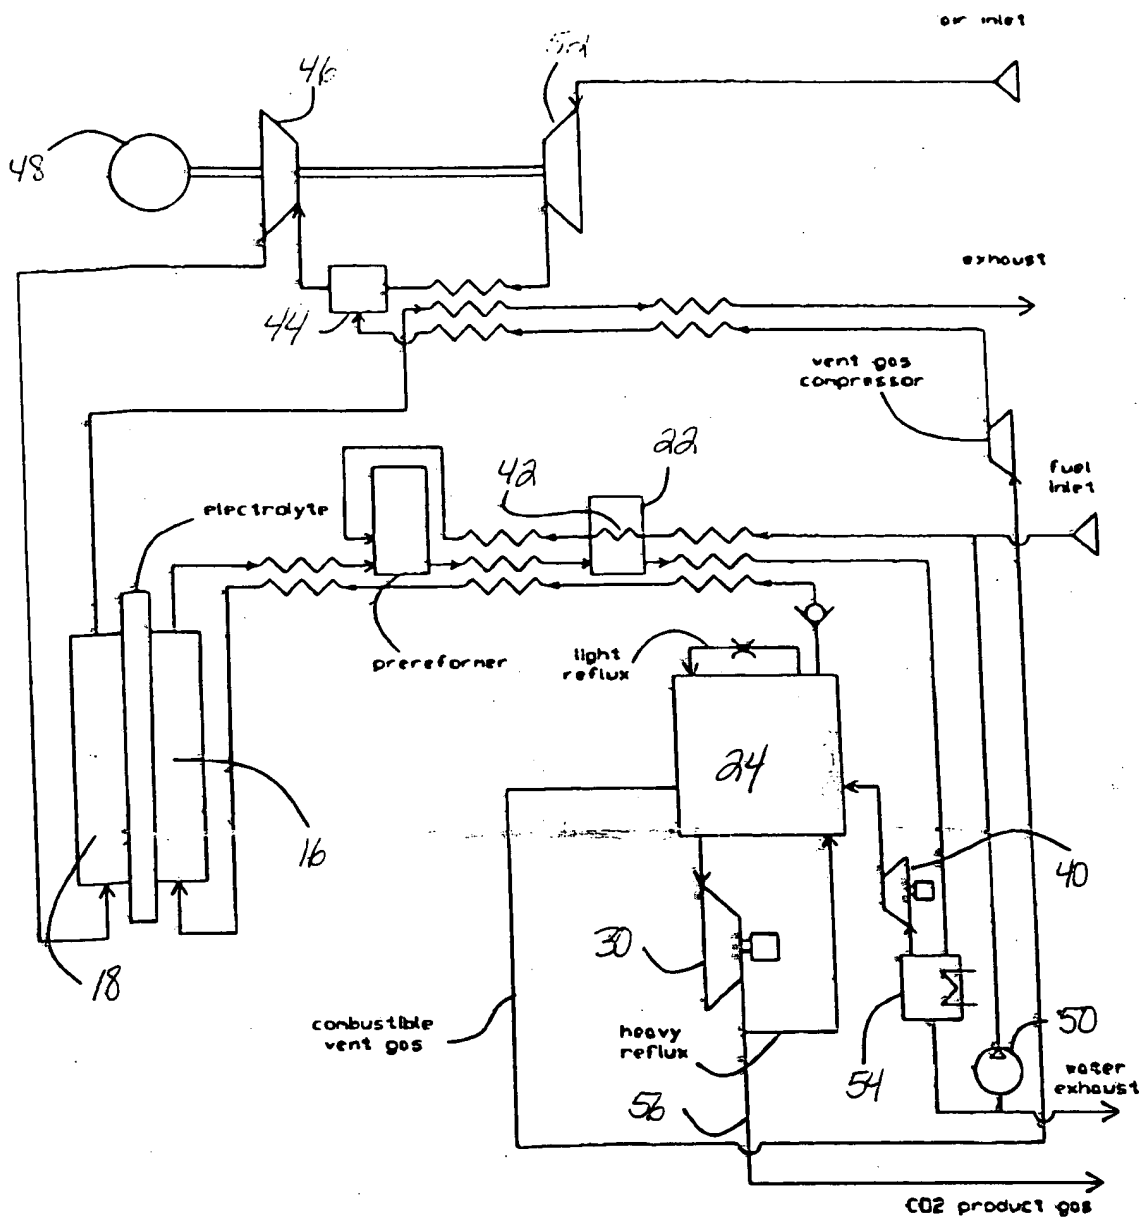 air inlet
46
52
48
exhaust
44
vent gas
compressor
22
42
fuel
inlet
electrolyte
prereformer
light
reflux
24
16
40
30
18
combustible
vent gas
heavy
reflux
54
50
water
exhaust
56
CO2 product gas